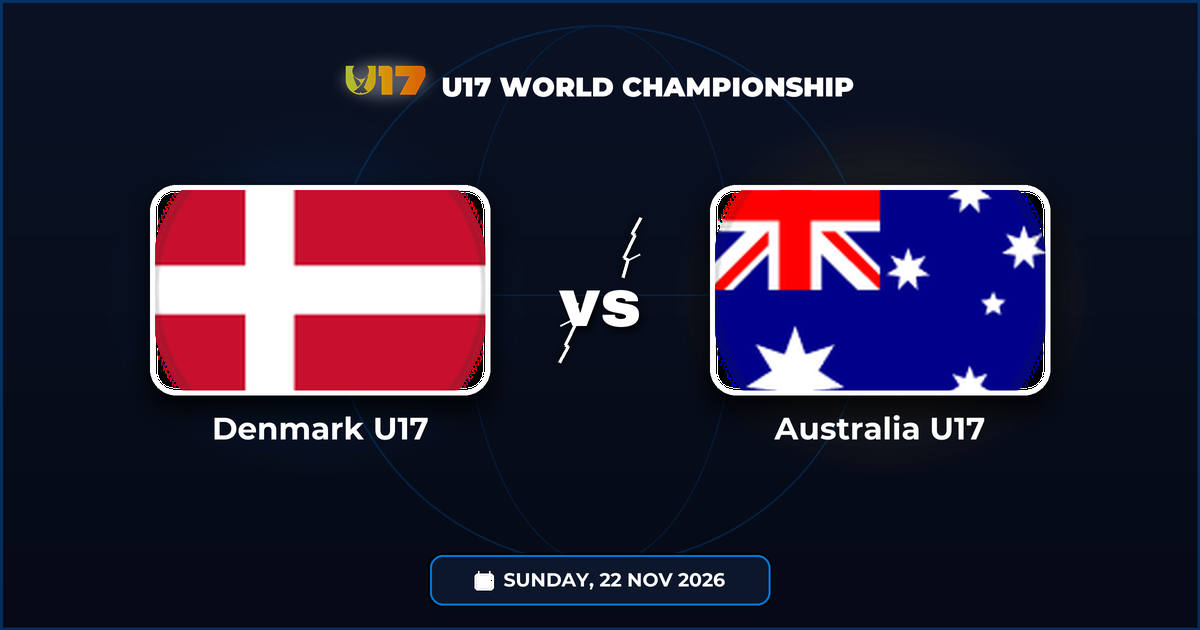 U17 U17 WORLD CHAMPIONSHIP
VS
Denmark U17
Australia U17
SUNDAY, 22 NOV 2026